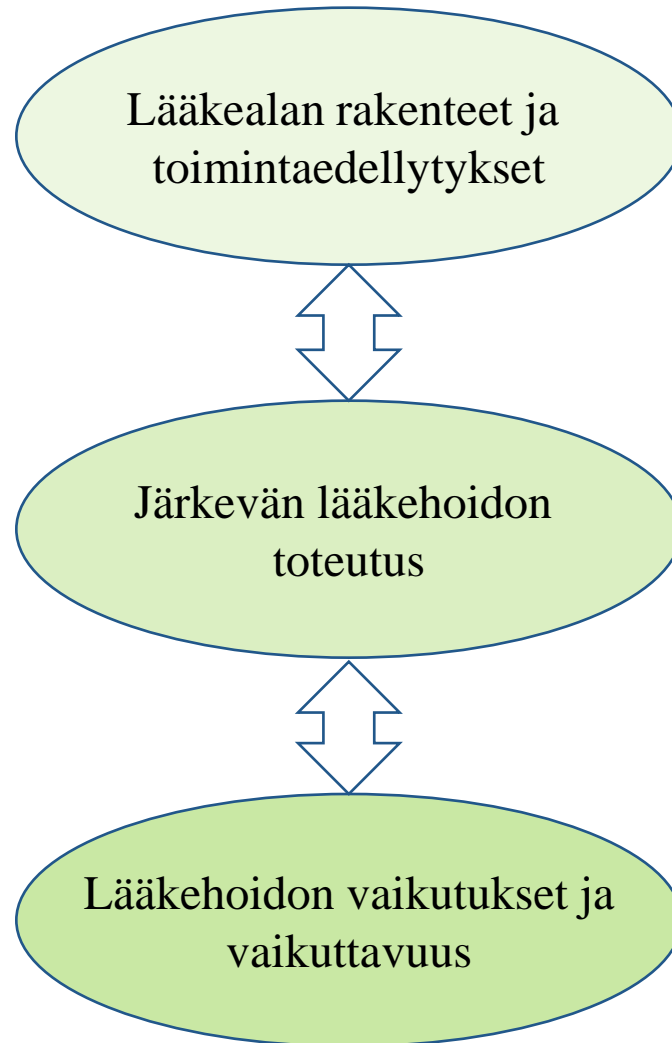 Lääkealan rakenteet ja
toimintaedellytykset
Järkevän lääkehoidon
toteutus
Lääkehoidon vaikutukset ja
vaikuttavuus